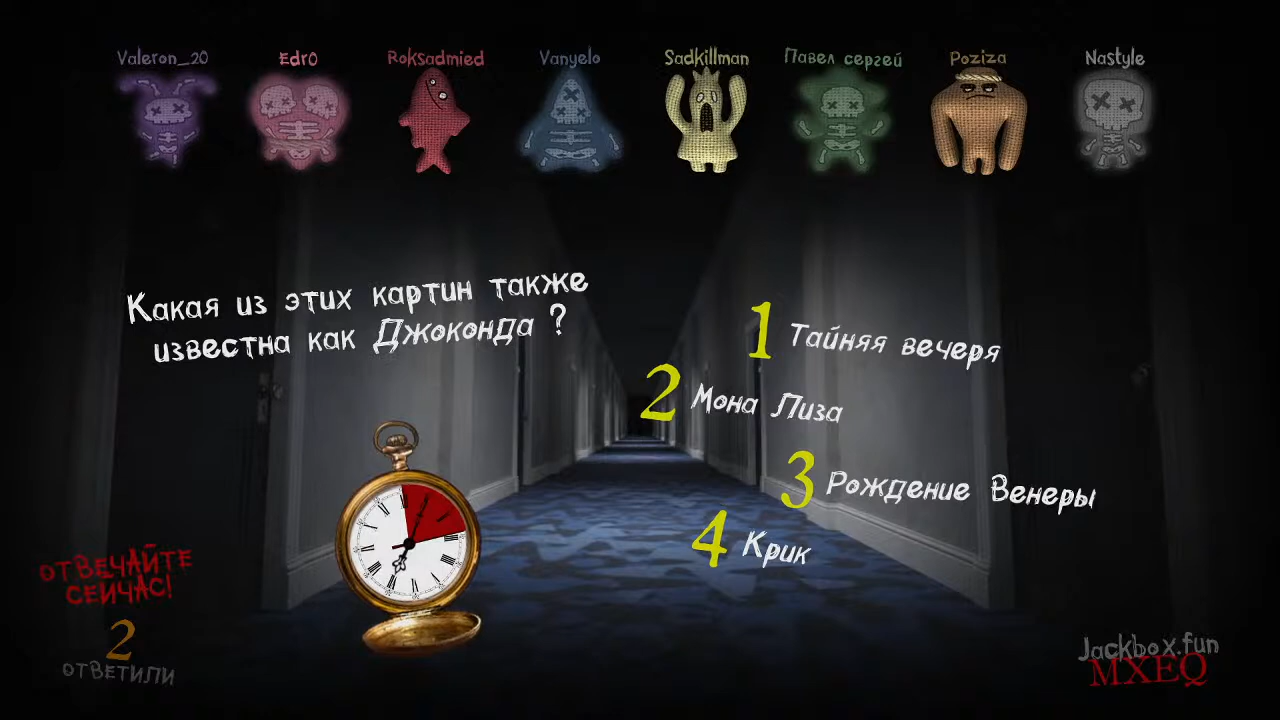 Valeron_20
Edr0
Roksadmied
Vanyelo
Sadkillman
Павел сергей
Poziza
Nastyle
Какая из этих картин также
известна как Джоконда ?
1 Тайняя вечеря
2 Мона Лиза
3 Рождение Венеры
4 Крик
ОТВЕЧАЙТЕ
СЕЙЧАС!
2
ОТВЕТИЛИ
Jackbox.fun
MXEQ